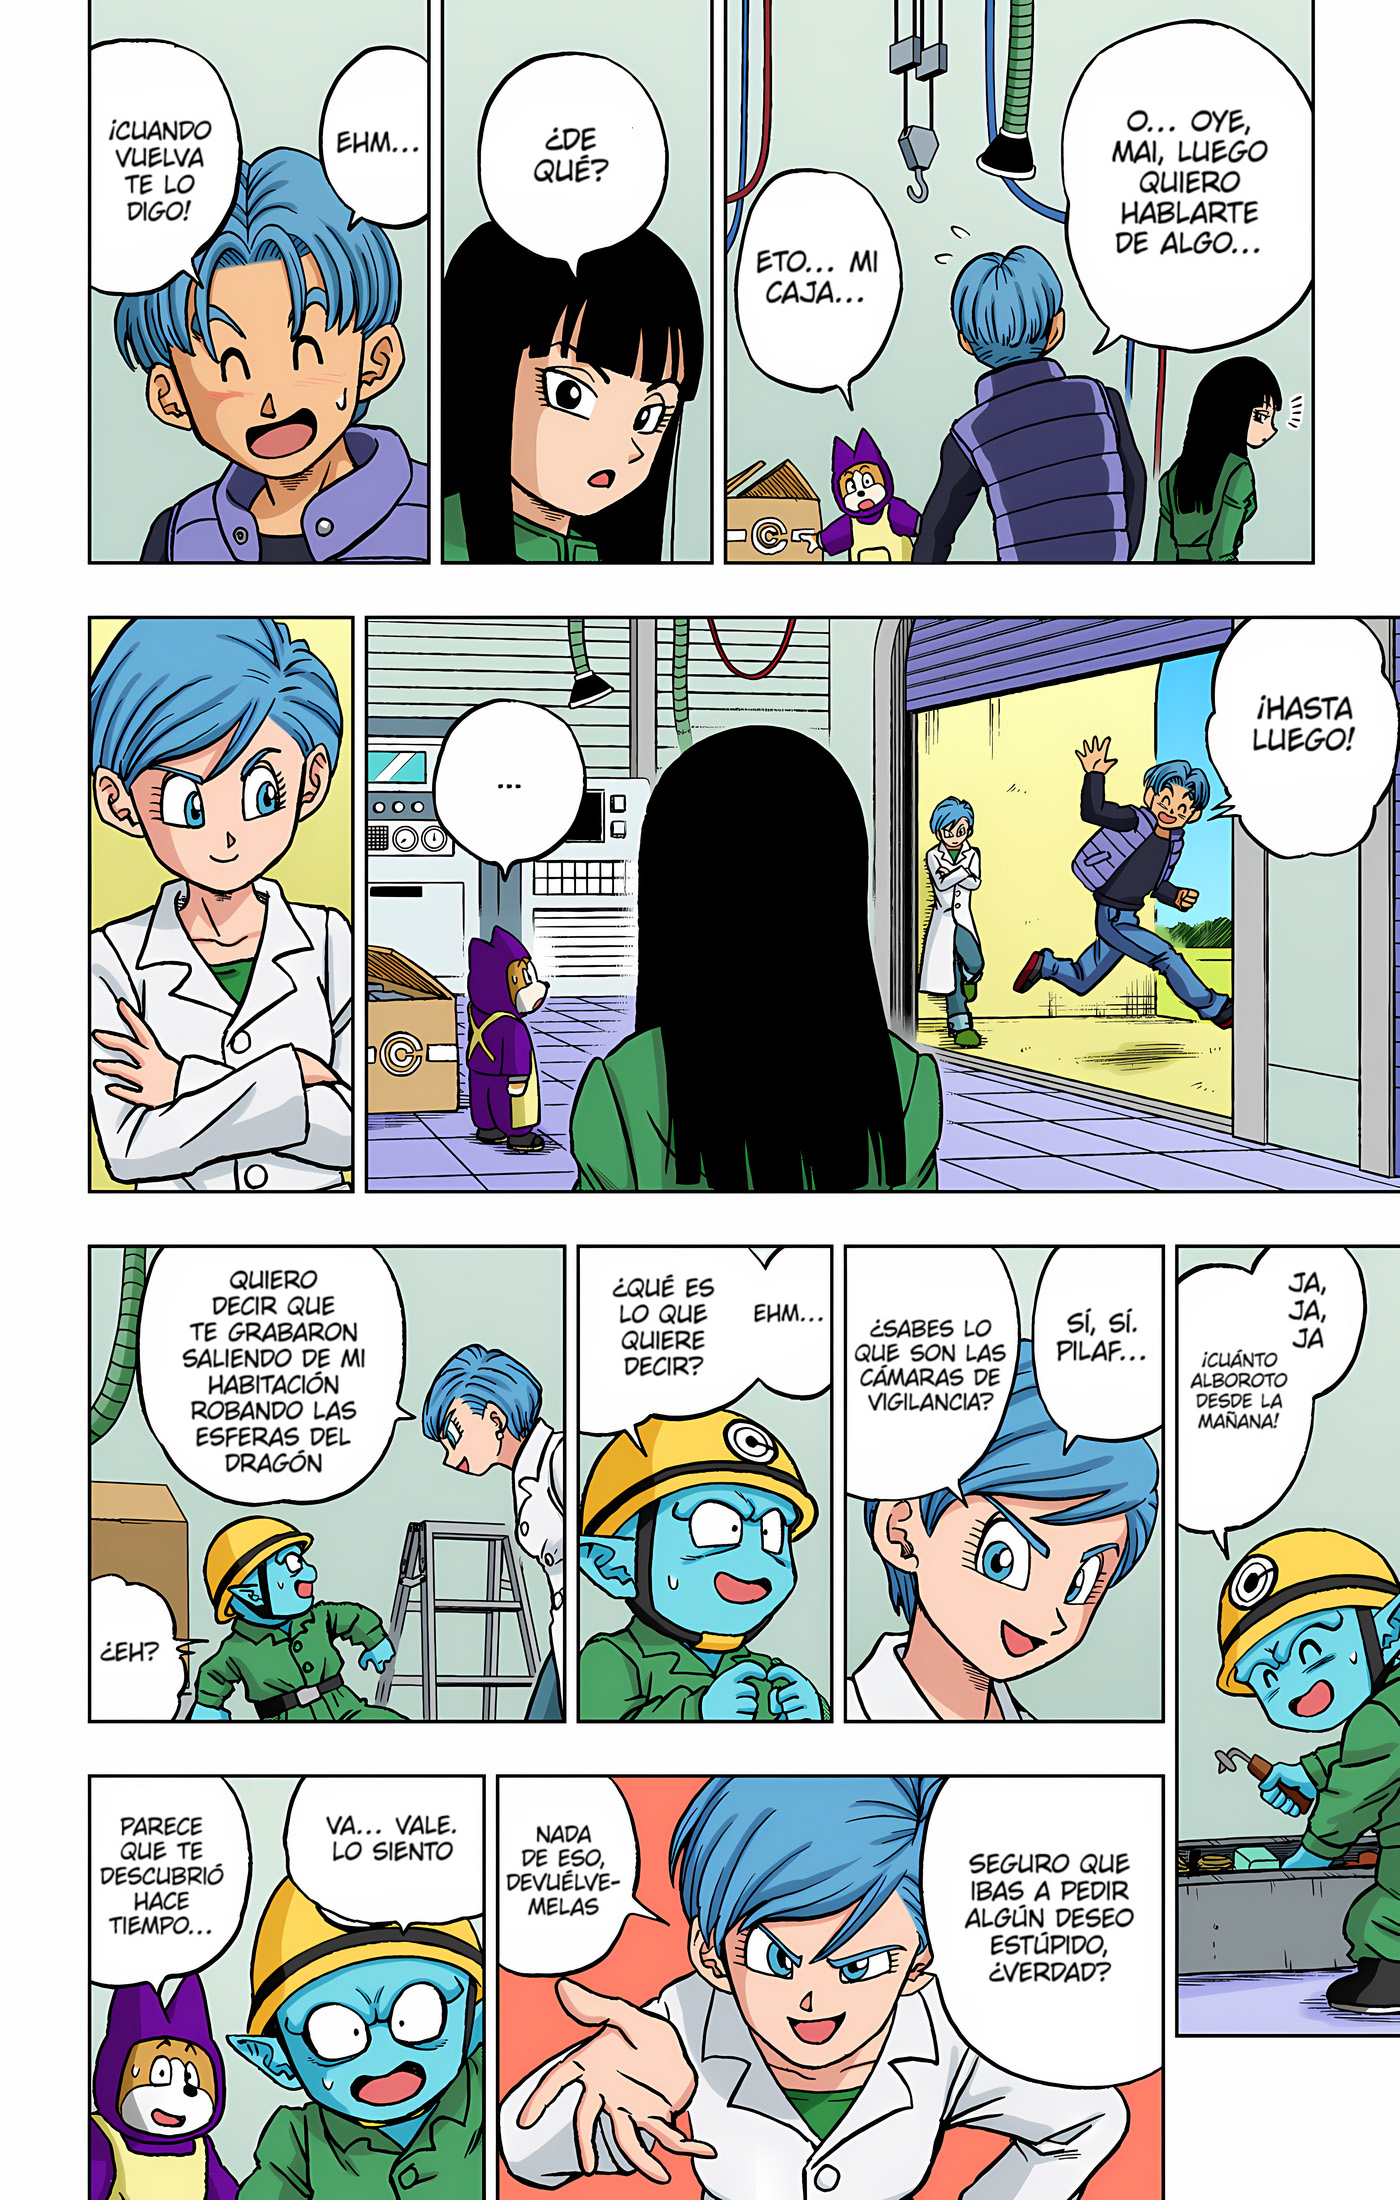 O... OYE,
MAI, LUEGO
QUIERO
HABLARTE
DE ALGO...
ETO... MI
CAJA...
¿DE
QUÉ?
EHM...
¡CUANDO
VUELVA
TE LO
DIGO!
¡HASTA
LUEGO!
...
JA,
JA,
JA
¡CUÁNTO
ALBOROTO
DESDE LA
MAÑANA!
SÍ, SÍ.
PILAF...
¿SABES LO
QUE SON LAS
CÁMARAS DE
VIGILANCIA?
EHM...
¿QUÉ ES
LO QUE
QUIERE
DECIR?
QUIERO
DECIR QUE
TE GRABARON
SALIENDO DE MI
HABITACIÓN
ROBANDO LAS
ESFERAS DEL
DRAGÓN
¿EH?
SEGURO QUE
IBAS A PEDIR
ALGÚN DESEO
ESTÚPIDO,
¿VERDAD?
NADA
DE ESO,
DEVUÉLVE-
MELAS
VA... VALE.
LO SIENTO
PARECE
QUE TE
DESCUBRIÓ
HACE
TIEMPO...